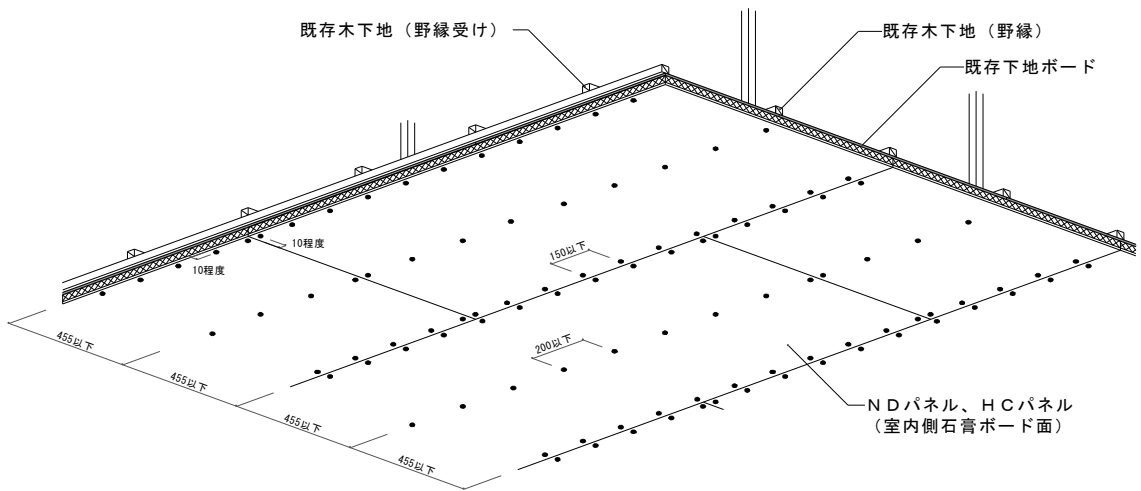 既存木下地（野縁受け）
既存木下地（野縁）
既存下地ボード
10程度
10程度
150以下
200以下
455以下
455以下
455以下
455以下
ＮＤパネル、ＨＣパネル
（室内側石膏ボード面）